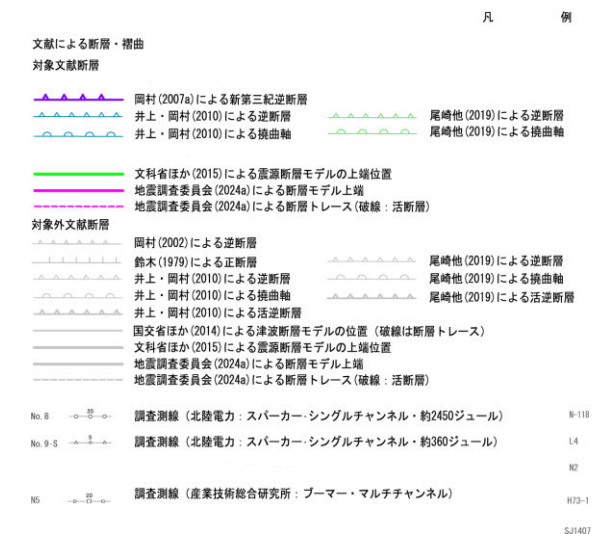 凡 例
文献による断層・褶曲
対象文献断層
岡村(2007a)による新第三紀逆断層
井上・岡村(2010)による逆断層 尾崎他(2019)による逆断層
井上・岡村(2010)による撓曲軸 尾崎他(2019)による撓曲軸
文科省ほか(2015)による震源断層モデルの上端位置
地震調査委員会(2024a)による断層モデル上端
地震調査委員会(2024a)による断層トレース(破線：活断層)
対象外文献断層
岡村(2002)による逆断層
鈴木(1979)による正断層 尾崎他(2019)による逆断層
井上・岡村(2010)による逆断層 尾崎他(2019)による撓曲軸
井上・岡村(2010)による撓曲軸 尾崎他(2019)による活逆断層
井上・岡村(2010)による活逆断層
国交省ほか(2014)による津波断層モデルの位置（破線は断層トレース）
文科省ほか(2015)による震源断層モデルの上端位置
地震調査委員会(2024a)による断層モデル上端
地震調査委員会(2024a)による断層トレース(破線：活断層)
No.8 35 調査測線（北陸電力：スパーカー・シングルチャンネル・約2450ジュール） N-118
No.9-S 5 調査測線（北陸電力：スパーカー・シングルチャンネル・約360ジュール） L4
N2
N5 20 調査測線（産業技術総合研究所：ブーマー・マルチチャンネル） H73-1
SJ1407